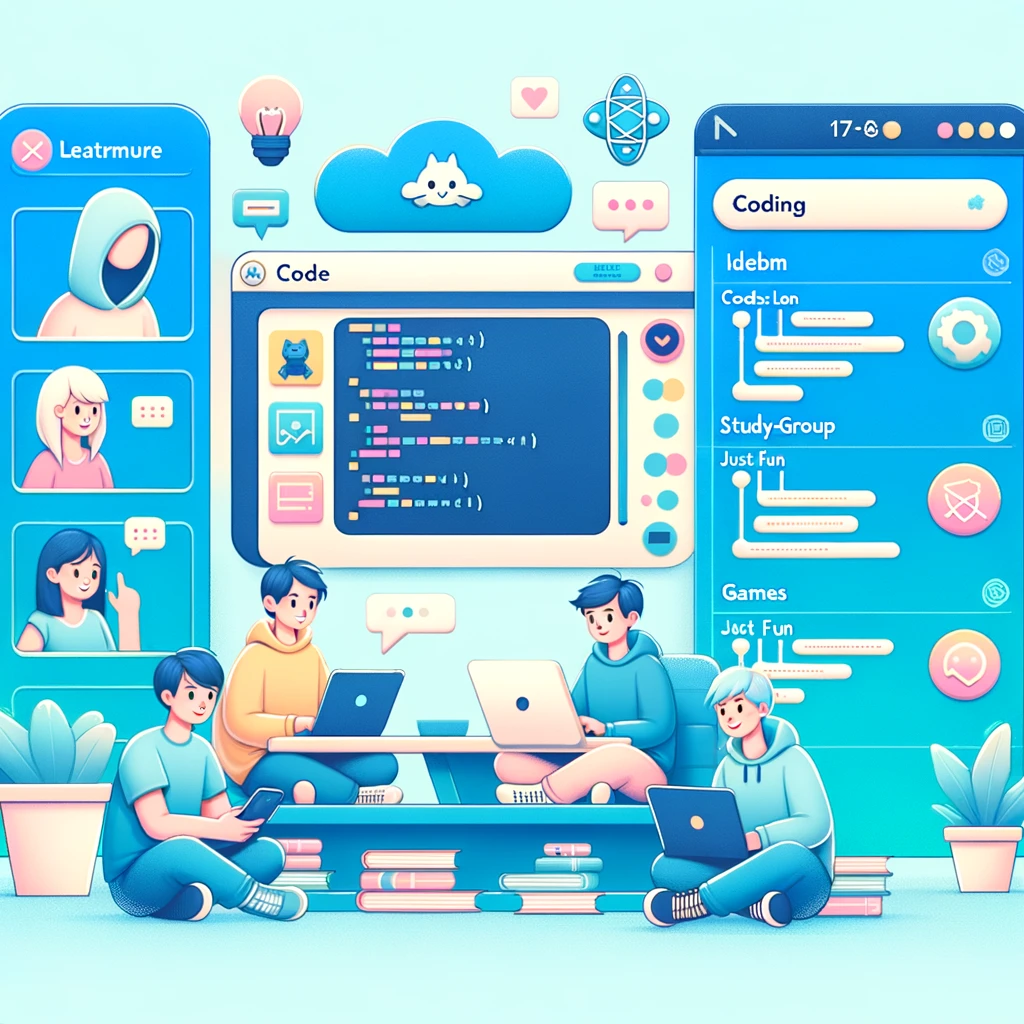 Leatrmure
Code
17-
Coding
Idebm
Cods: Lon
Study-Group
Just Fun
Games
Joct Fun